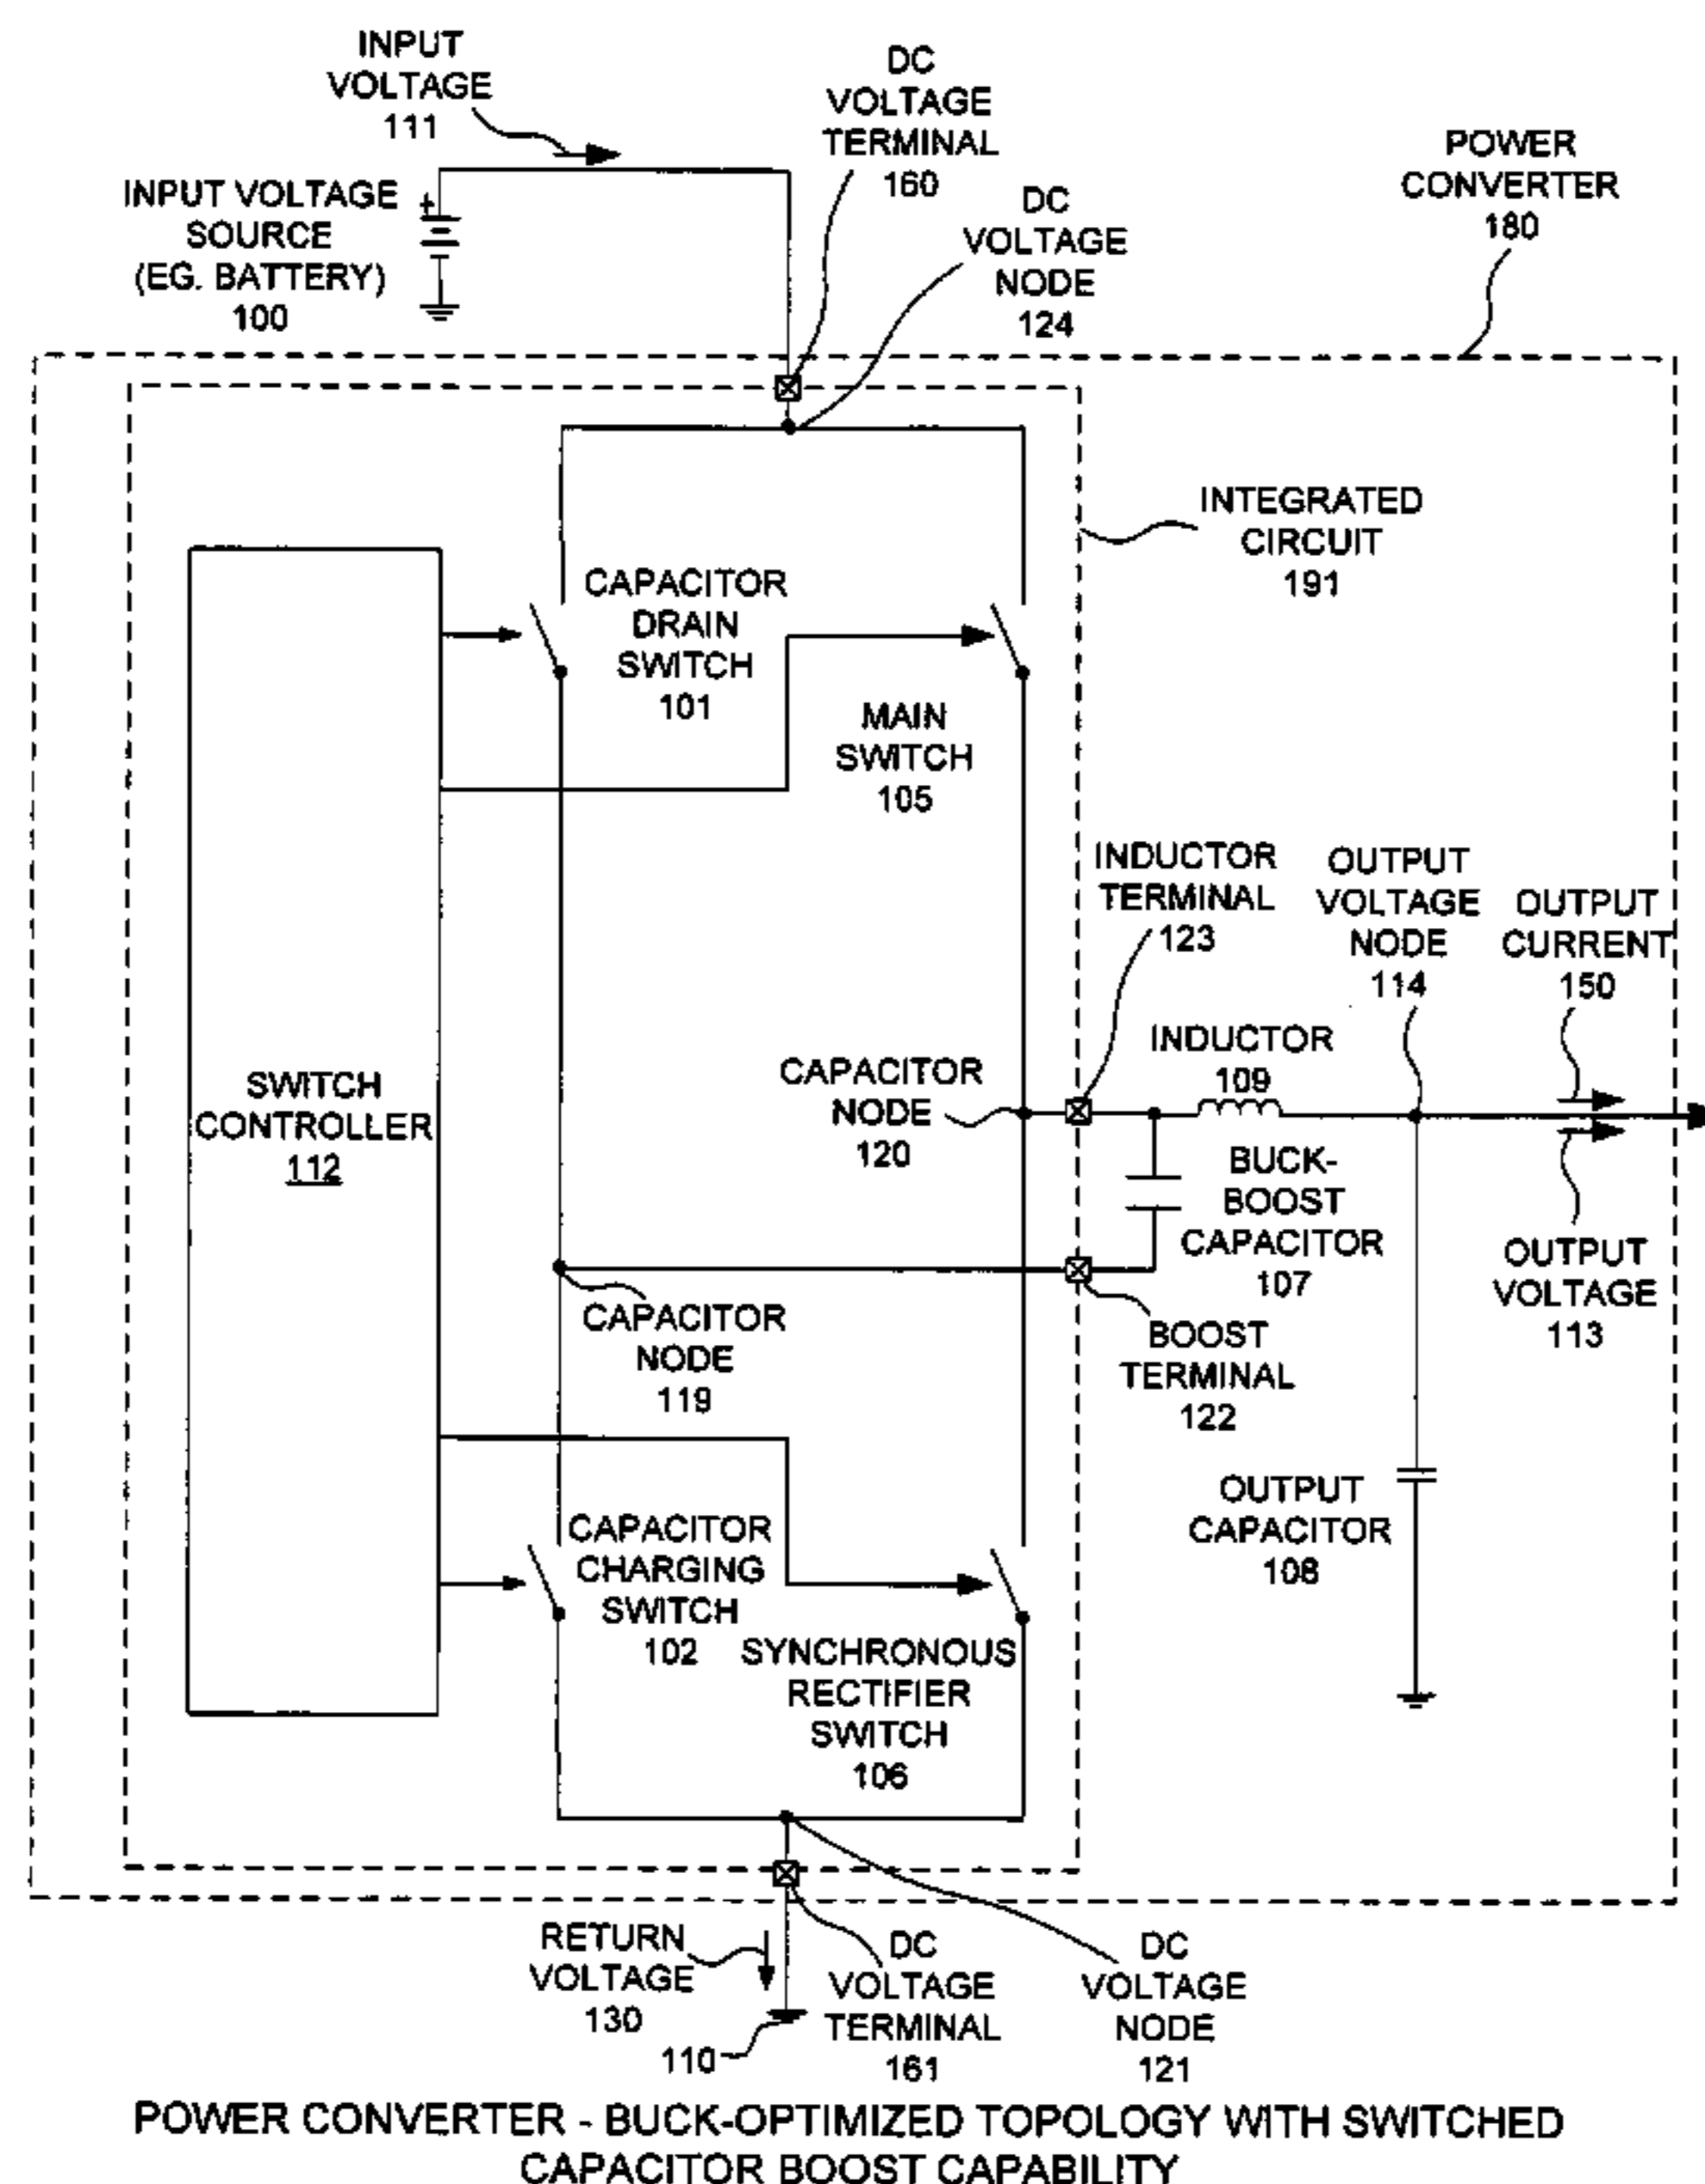 INPUT
VOLTAGE
111
DC
VOLTAGE
TERMINAL
160
POWER
CONVERTER
180
INPUT VOLTAGE
SOURCE
(EG. BATTERY)
100
+
DC
VOLTAGE
NODE
124
INTEGRATED
CIRCUIT
191
CAPACITOR
DRAIN
SWITCH
101
MAIN
SWITCH
105
INDUCTOR
TERMINAL
123
OUTPUT
VOLTAGE
NODE
114
OUTPUT
CURRENT
150
SWITCH
CONTROLLER
112
CAPACITOR
NODE
120
INDUCTOR
109
BUCK-
BOOST
CAPACITOR
107
OUTPUT
VOLTAGE
113
CAPACITOR
NODE
119
BOOST
TERMINAL
122
OUTPUT
CAPACITOR
108
CAPACITOR
CHARGING
SWITCH
102
SYNCHRONOUS
RECTIFIER
SWITCH
106
RETURN
VOLTAGE
130
110
DC
VOLTAGE
TERMINAL
161
DC
VOLTAGE
NODE
121
POWER CONVERTER - BUCK-OPTIMIZED TOPOLOGY WITH SWITCHED
CAPACITOR BOOST CAPABILITY